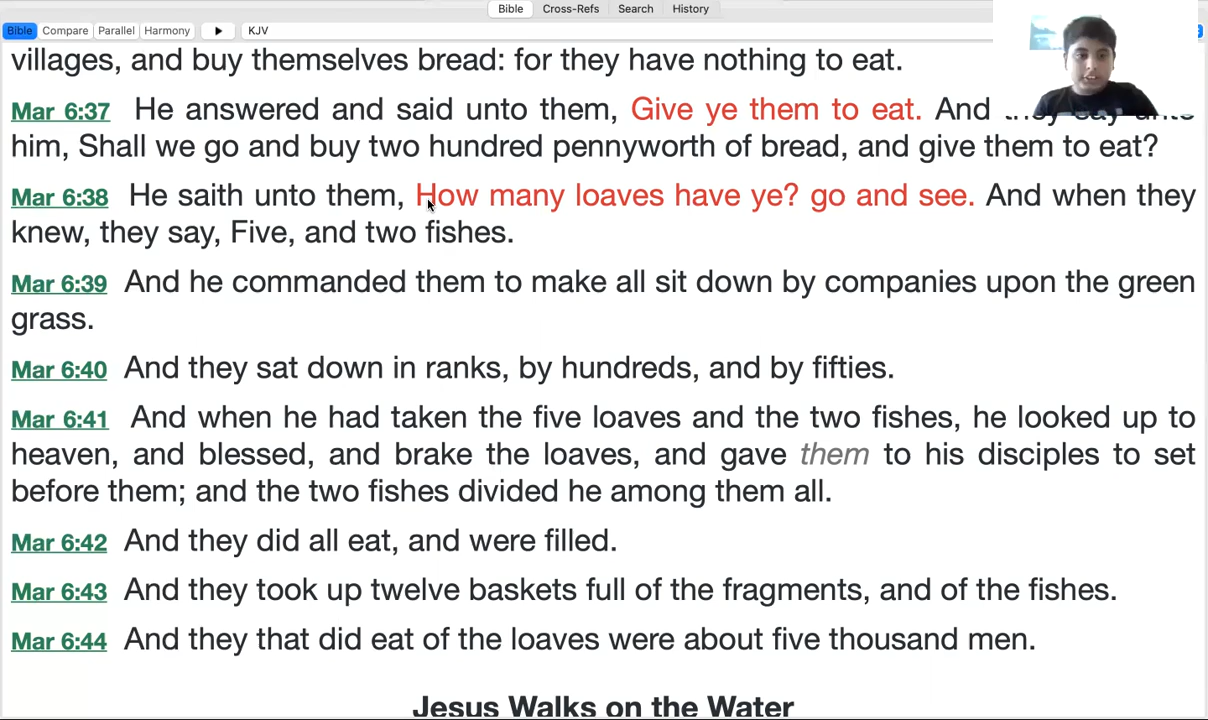 Bible Cross-Refs Search History
Bible Compare Parallel Harmony KJV
villages, and buy themselves bread: for they have nothing to eat.
Mar 6:37 He answered and said unto them, Give ye them to eat. And they say unto
him, Shall we go and buy two hundred pennyworth of bread, and give them to eat?
Mar 6:38 He saith unto them, How many loaves have ye? go and see. And when they
knew, they say, Five, and two fishes.
Mar 6:39 And he commanded them to make all sit down by companies upon the green
grass.
Mar 6:40 And they sat down in ranks, by hundreds, and by fifties.
Mar 6:41 And when he had taken the five loaves and the two fishes, he looked up to
heaven, and blessed, and brake the loaves, and gave them to his disciples to set
before them; and the two fishes divided he among them all.
Mar 6:42 And they did all eat, and were filled.
Mar 6:43 And they took up twelve baskets full of the fragments, and of the fishes.
Mar 6:44 And they that did eat of the loaves were about five thousand men.
Jesus Walks on the Water